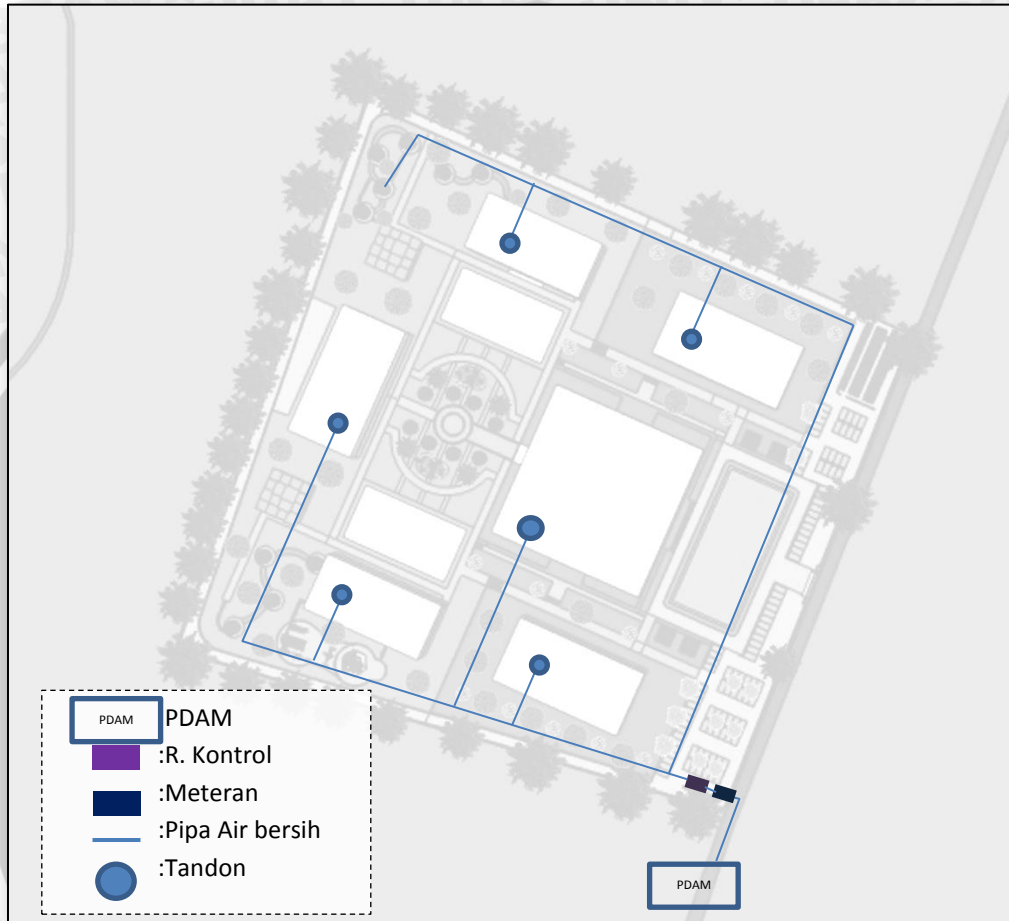 PDAM PDAM
:R. Kontrol
:Meteran
:Pipa Air bersih
:Tandon
PDAM